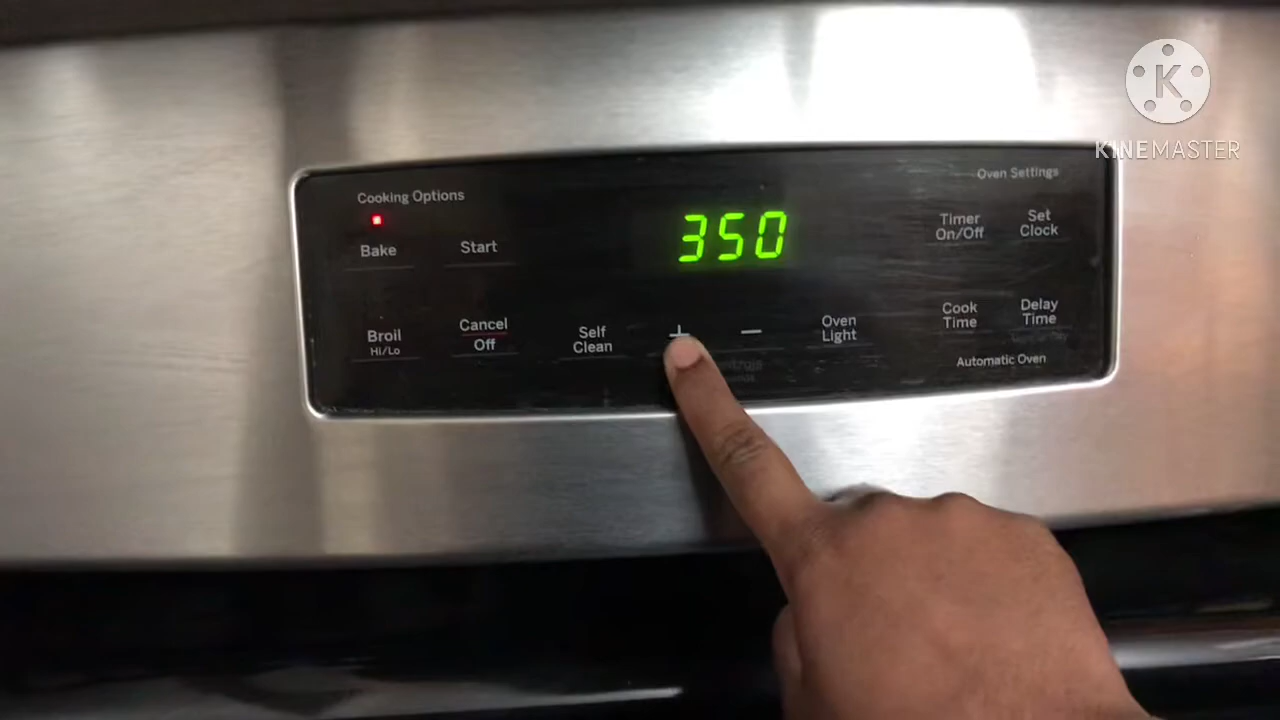 K
KINEMASTER
Cooking Options
Oven Settings
350
Bake
Start
Timer
On/Off
Set
Clock
Broil
Hi/Lo
Cancel
Off
Self
Clean
+
−
Oven
Light
Cook
Time
Delay
Time
Automatic Oven